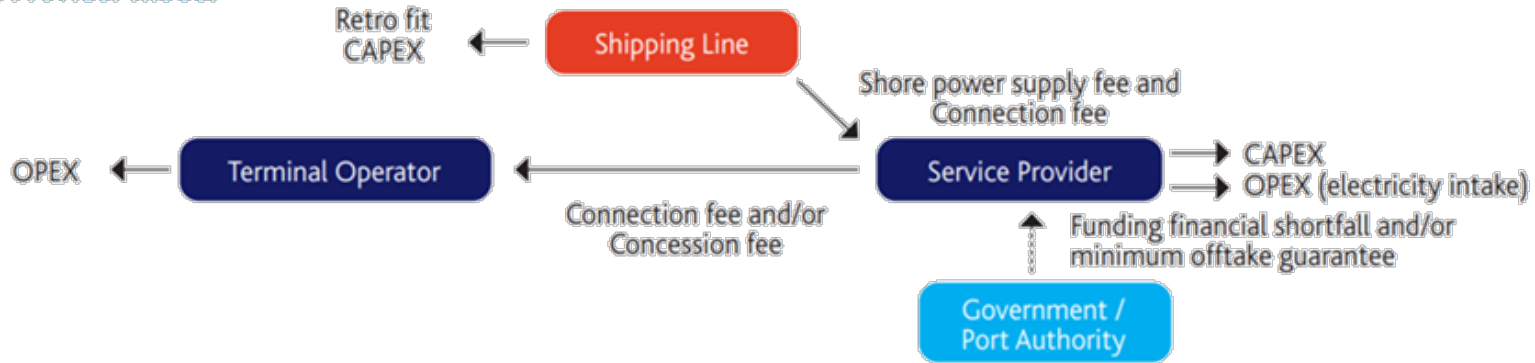 Retro fit
CAPEX
Shipping Line
Shore power supply fee and
Connection fee
OPEX
Terminal Operator
Service Provider
CAPEX
OPEX (electricity intake)
Connection fee and/or
Concession fee
Funding financial shortfall and/or
minimum offtake guarantee
Government /
Port Authority